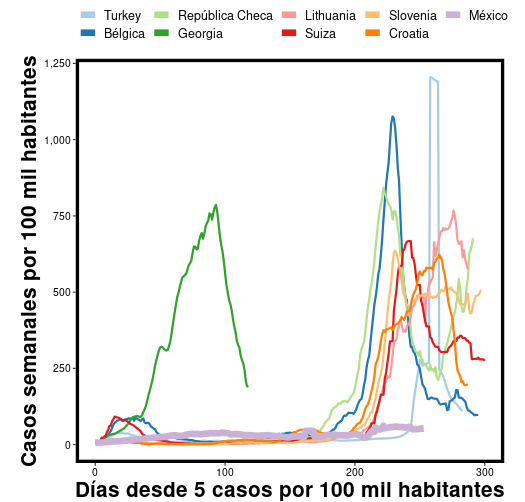 Turkey República Checa Lithuania Slovenia México
Bélgica Georgia Suiza Croatia
Casos semanales por 100 mil habitantes
1,250
1,000
750
500
250
0
0 100 200 300
Días desde 5 casos por 100 mil habitantes